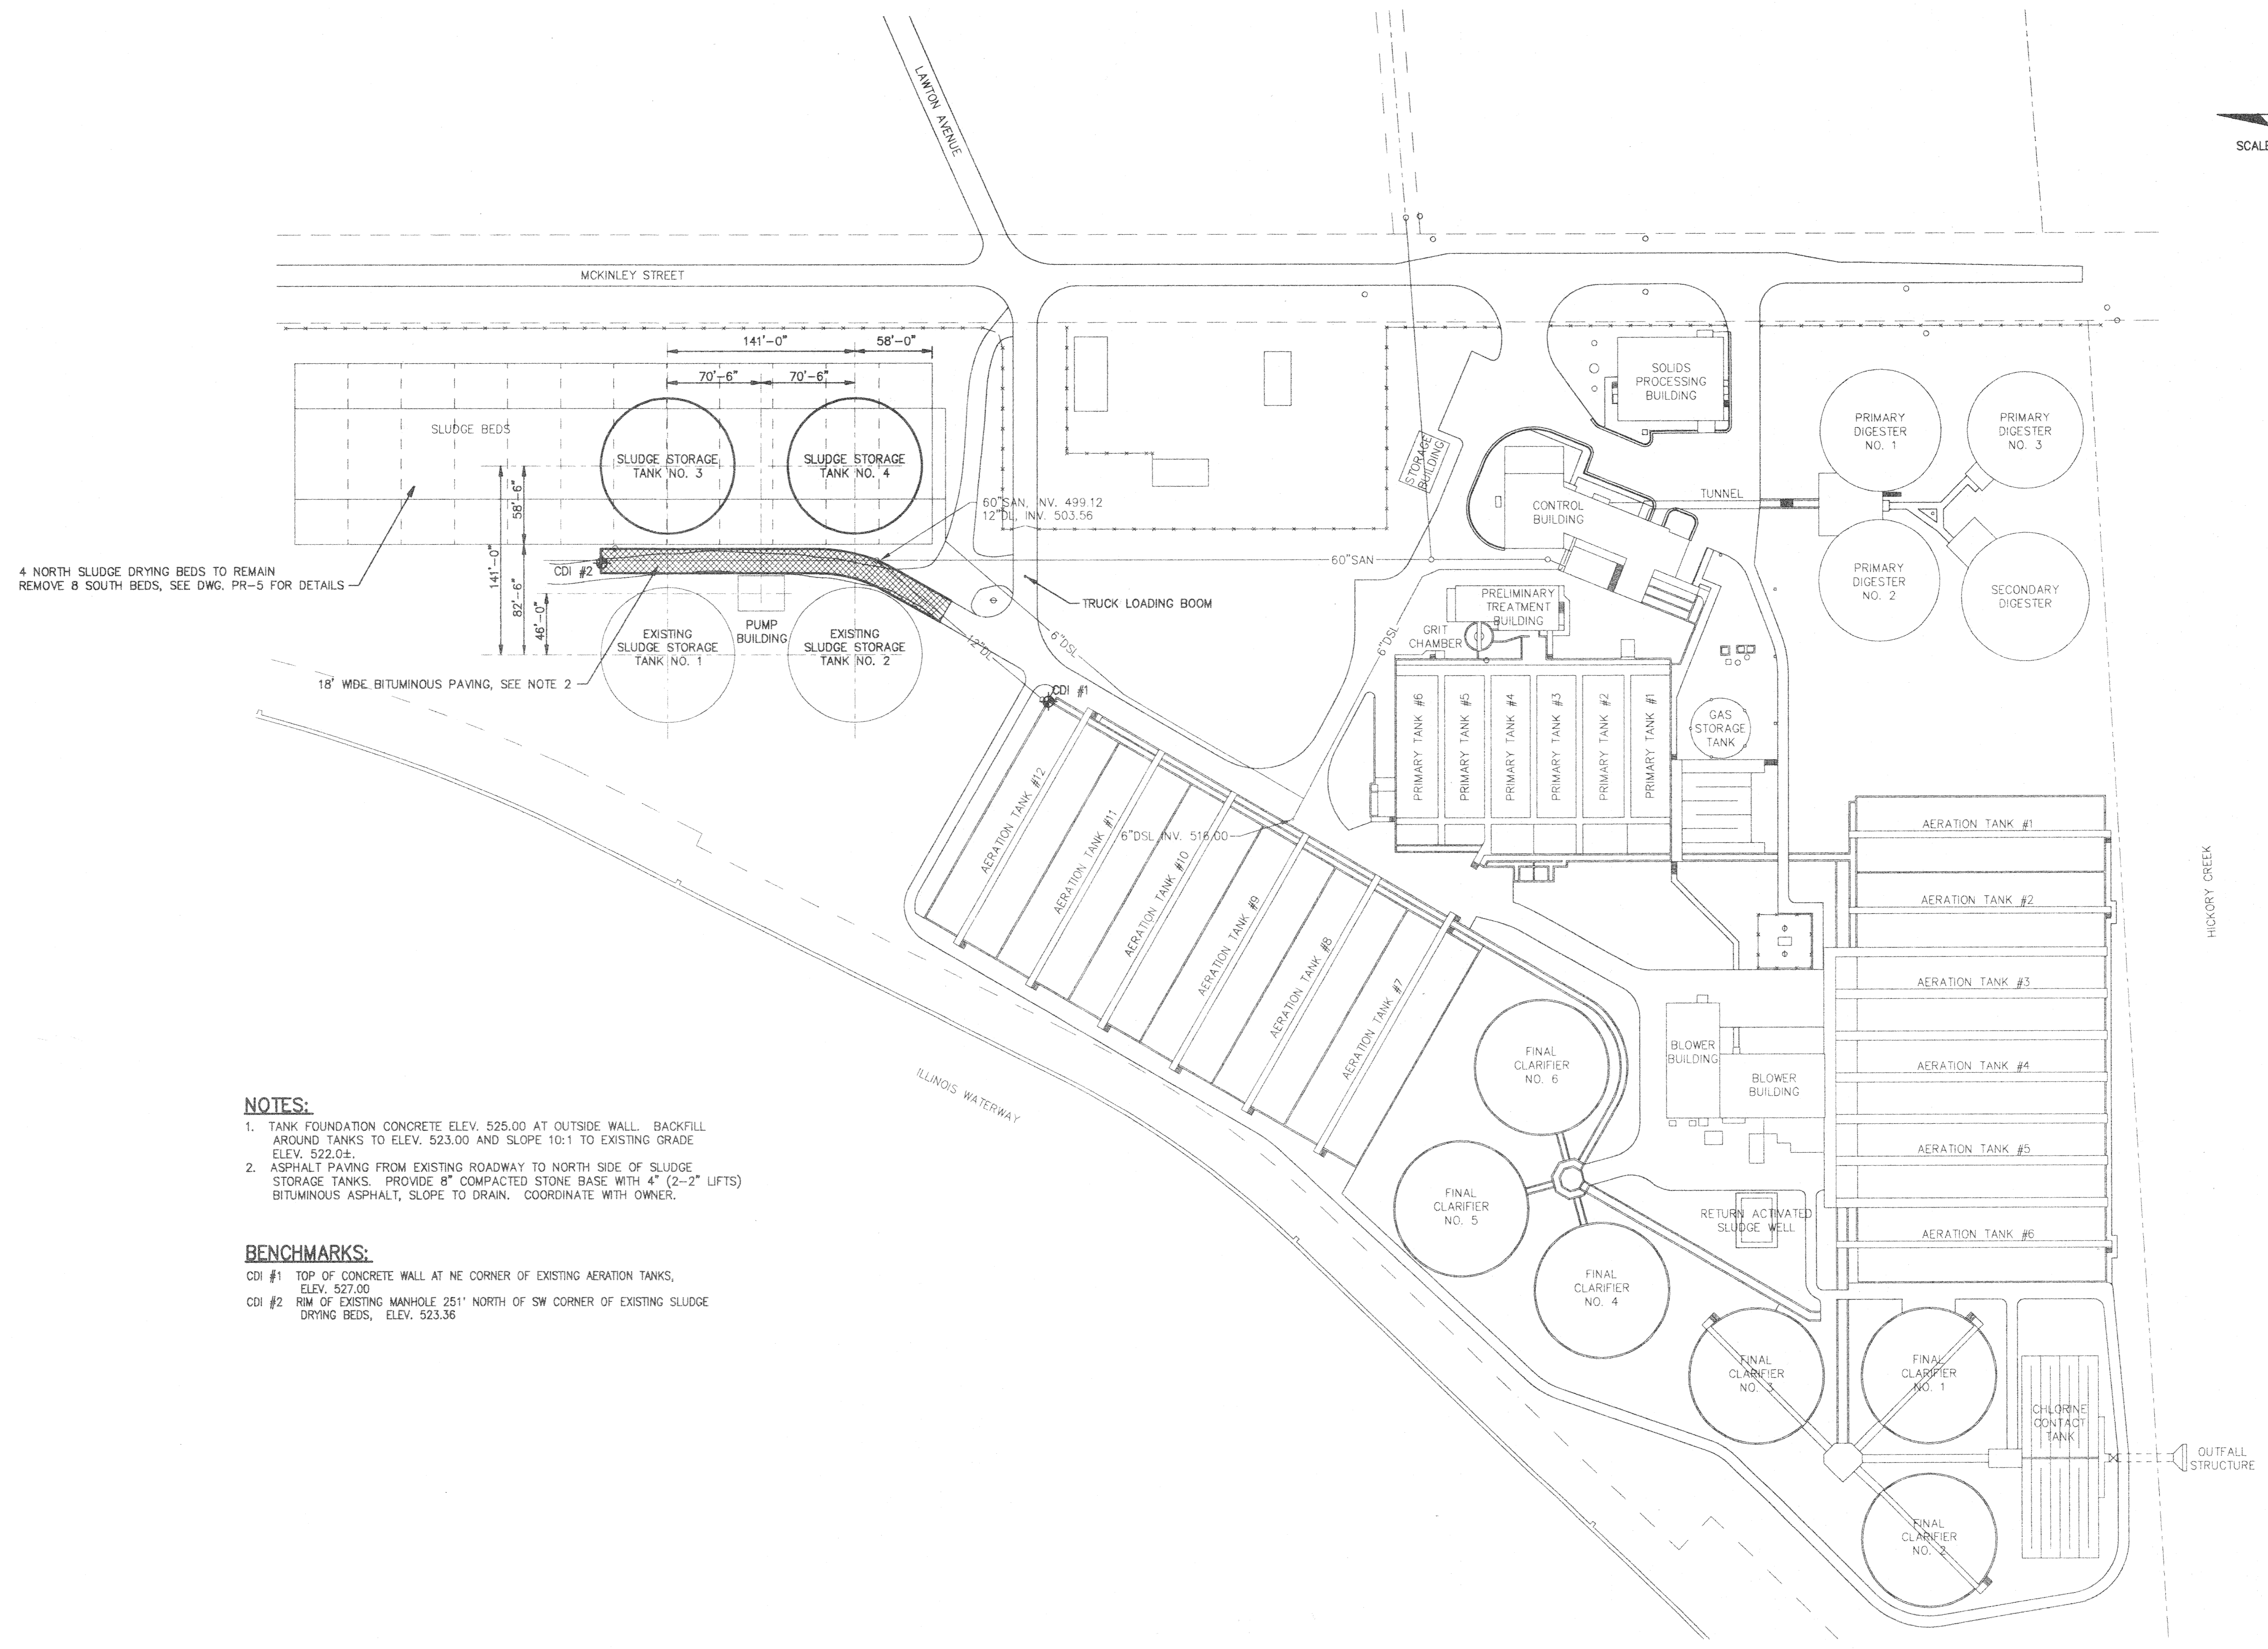 LAWTON AVENUE
SCALE
MCKINLEY STREET
141'-0"
58'-0"
70'-6"
70'-6"
SLUDGE BEDS
SLUDGE STORAGE
TANK NO. 3
SLUDGE STORAGE
TANK NO. 4
58'-6"
141'-0"
82'-6"
46'-0"
60"SAN, INV. 499.12
12"DL, INV. 503.56
4 NORTH SLUDGE DRYING BEDS TO REMAIN
REMOVE 8 SOUTH BEDS, SEE DWG. PR-5 FOR DETAILS
CDI #2
18' WIDE BITUMINOUS PAVING, SEE NOTE 2
EXISTING
SLUDGE STORAGE
TANK NO. 1
PUMP
BUILDING
EXISTING
SLUDGE STORAGE
TANK NO. 2
12"DL
6"DSL
TRUCK LOADING BOOM
CDI #1
60"SAN
6"DSL
STORAGE
BUILDING
SOLIDS
PROCESSING
BUILDING
CONTROL
BUILDING
TUNNEL
PRIMARY
DIGESTER
NO. 1
PRIMARY
DIGESTER
NO. 3
PRIMARY
DIGESTER
NO. 2
SECONDARY
DIGESTER
PRELIMINARY
TREATMENT
BUILDING
GRIT
CHAMBER
PRIMARY TANK #6
PRIMARY TANK #5
PRIMARY TANK #4
PRIMARY TANK #3
PRIMARY TANK #2
PRIMARY TANK #1
GAS
STORAGE
TANK
6"DSL INV. 516.00
AERATION TANK #12
AERATION TANK #11
AERATION TANK #10
AERATION TANK #9
AERATION TANK #8
AERATION TANK #7
AERATION TANK #1
AERATION TANK #2
AERATION TANK #3
AERATION TANK #4
AERATION TANK #5
AERATION TANK #6
HICKORY CREEK
ILLINOIS WATERWAY
BLOWER
BUILDING
BLOWER
BUILDING
RETURN ACTIVATED
SLUDGE WELL
FINAL
CLARIFIER
NO. 6
FINAL
CLARIFIER
NO. 5
FINAL
CLARIFIER
NO. 4
FINAL
CLARIFIER
NO. 3
FINAL
CLARIFIER
NO. 1
FINAL
CLARIFIER
NO. 2
CHLORINE
CONTACT
TANK
OUTFALL
STRUCTURE
NOTES:
1. TANK FOUNDATION CONCRETE ELEV. 525.00 AT OUTSIDE WALL. BACKFILL
AROUND TANKS TO ELEV. 523.00 AND SLOPE 10:1 TO EXISTING GRADE
ELEV. 522.0±.
2. ASPHALT PAVING FROM EXISTING ROADWAY TO NORTH SIDE OF SLUDGE
STORAGE TANKS. PROVIDE 8" COMPACTED STONE BASE WITH 4" (2-2" LIFTS)
BITUMINOUS ASPHALT, SLOPE TO DRAIN. COORDINATE WITH OWNER.
BENCHMARKS:
CDI #1 TOP OF CONCRETE WALL AT NE CORNER OF EXISTING AERATION TANKS,
ELEV. 527.00
CDI #2 RIM OF EXISTING MANHOLE 251' NORTH OF SW CORNER OF EXISTING SLUDGE
DRYING BEDS, ELEV. 523.36